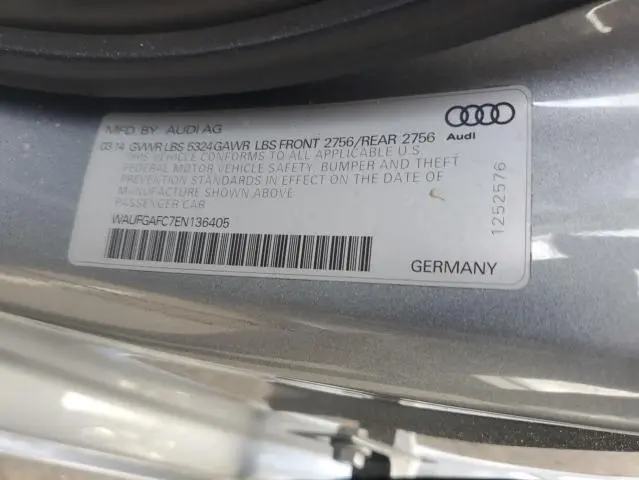 MFD BY AUDI AG
03 14 GVWR LBS 5324 GAWR LBS FRONT 2756/REAR 2756
THIS VEHICLE CONFORMS TO ALL APPLICABLE U.S.
FEDERAL MOTOR VEHICLE SAFETY, BUMPER AND THEFT
PREVENTION STANDARDS IN EFFECT ON THE DATE OF
MANUFACTURE SHOWN ABOVE
PASSENGER CAR
WAUFGAFC7EN136405
GERMANY
Audi
1252576